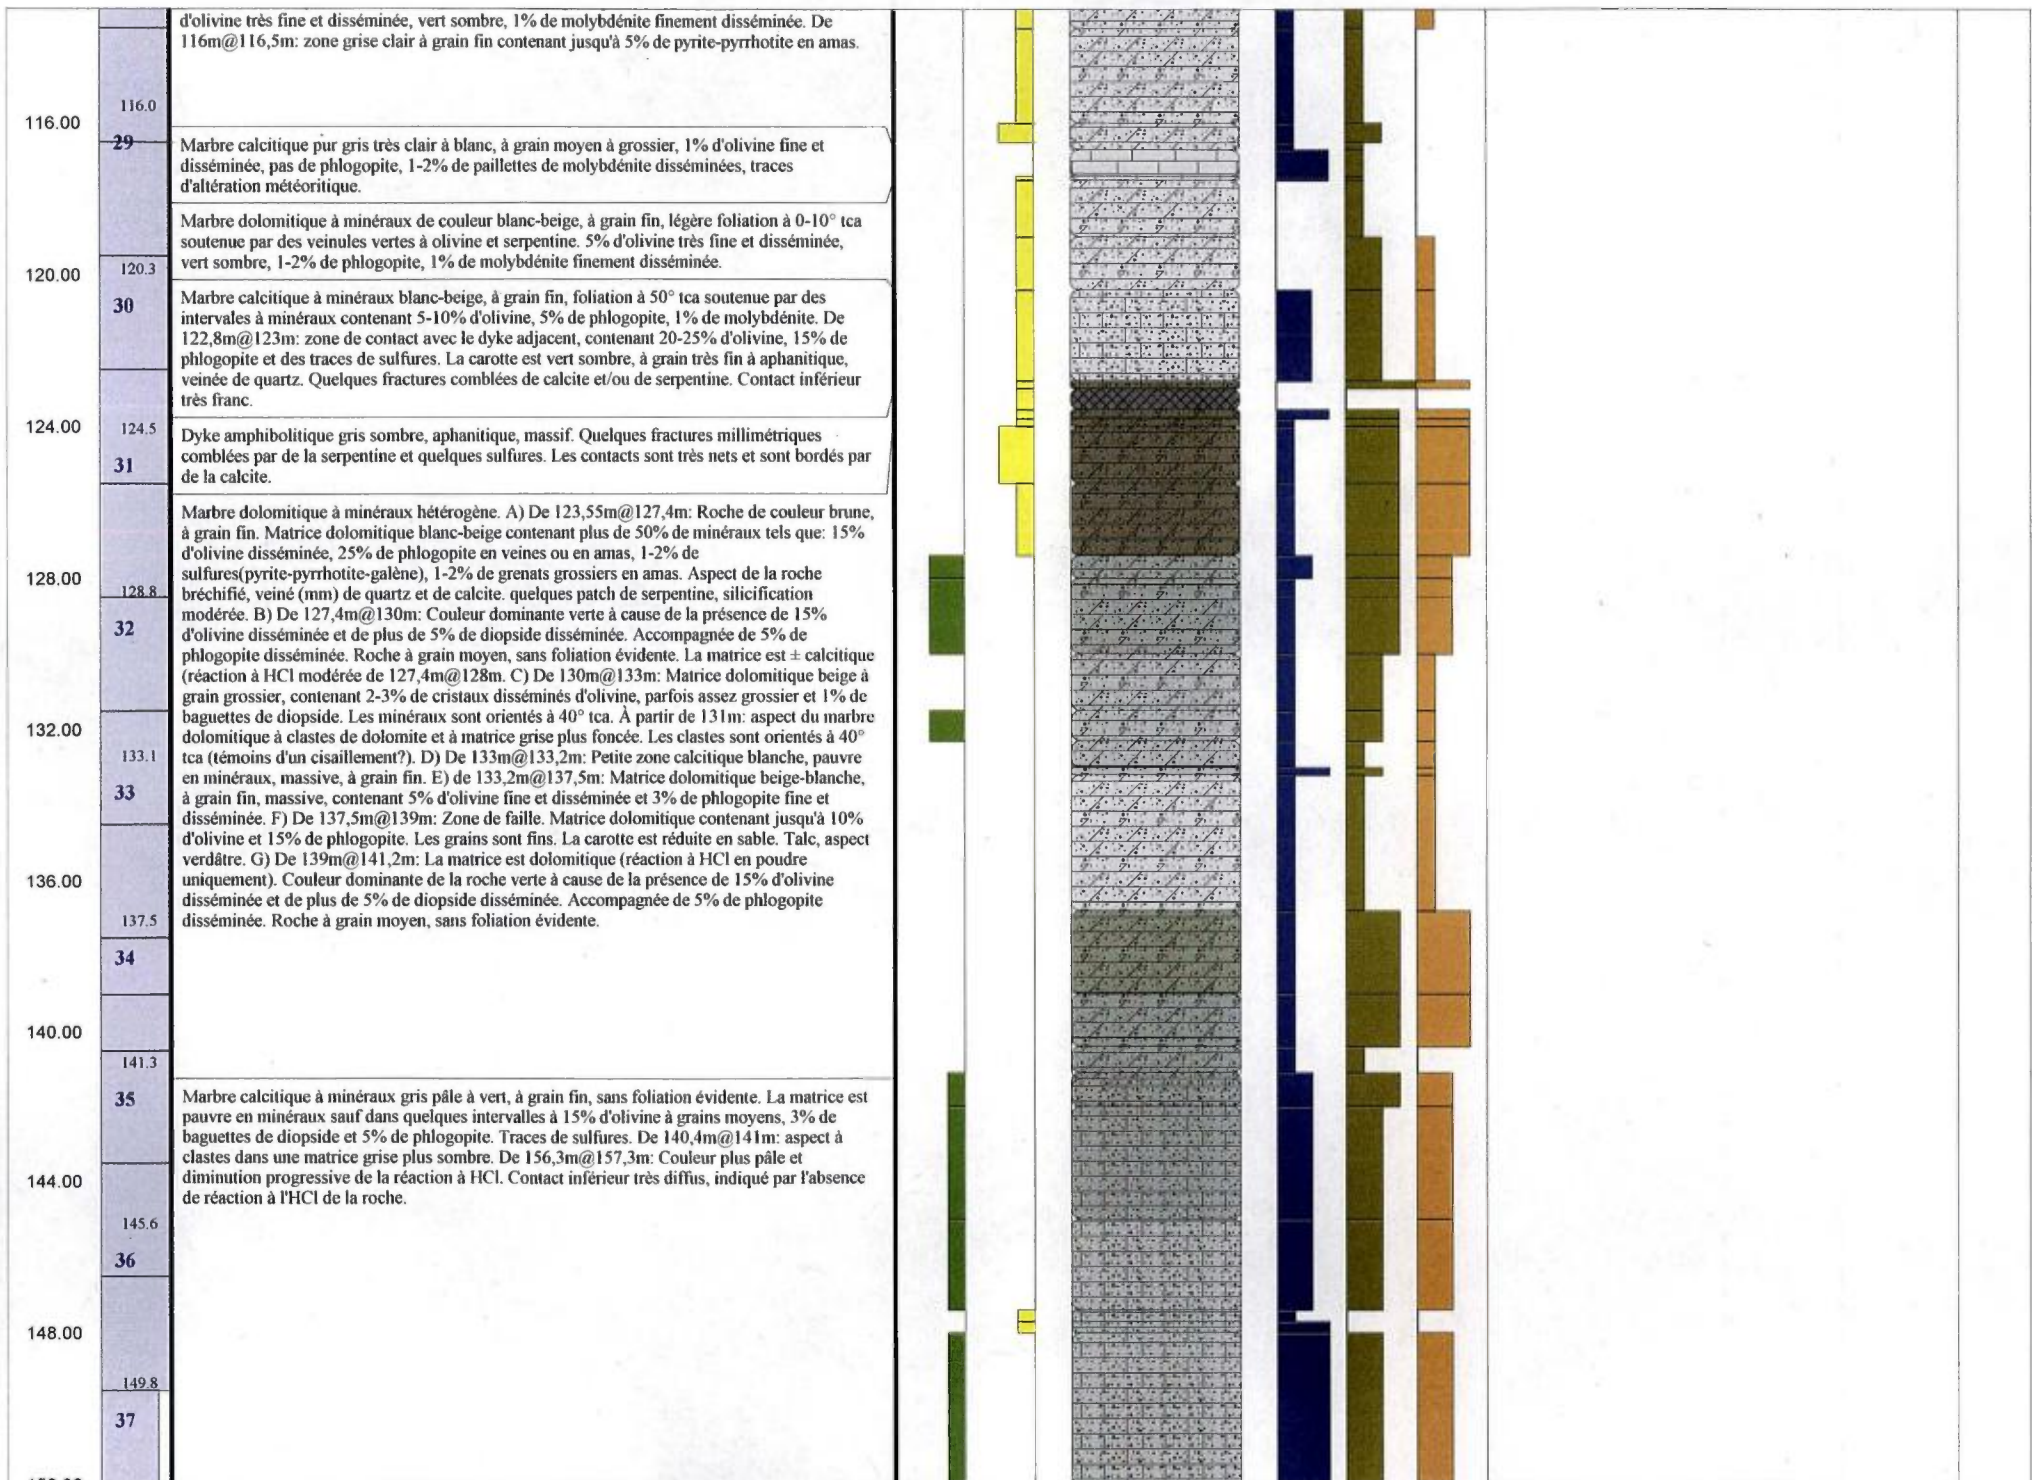 d'olivine très fine et disséminée, vert sombre, 1% de molybdénite finement disséminée. De
116m@116,5m: zone grise clair à grain fin contenant jusqu'à 5% de pyrite-pyrrhotite en amas.
116.0
116.00
29
Marbre calcitique pur gris très clair à blanc, à grain moyen à grossier, 1% d'olivine fine et
disséminée, pas de phlogopite, 1-2% de paillettes de molybdénite disséminées, traces
d'altération météoritique.
Marbre dolomitique à minéraux de couleur blanc-beige, à grain fin, légère foliation à 0-10° tca
soutenue par des veinules vertes à olivine et serpentine. 5% d'olivine très fine et disséminée,
vert sombre, 1-2% de phlogopite, 1% de molybdénite finement disséminée.
120.3
120.00
30
Marbre calcitique à minéraux blanc-beige, à grain fin, foliation à 50° tca soutenue par des
intervales à minéraux contenant 5-10% d'olivine, 5% de phlogopite, 1% de molybdénite. De
122,8m@123m: zone de contact avec le dyke adjacent, contenant 20-25% d'olivine, 15% de
phlogopite et des traces de sulfures. La carotte est vert sombre, à grain très fin à aphanitique,
veinée de quartz. Quelques fractures comblées de calcite et/ou de serpentine. Contact inférieur
très franc.
124.00
124.5
31
Dyke amphibolitique gris sombre, aphanitique, massif. Quelques fractures millimétriques
comblées par de la serpentine et quelques sulfures. Les contacts sont très nets et sont bordés par
de la calcite.
Marbre dolomitique à minéraux hétérogène. A) De 123,55m@127,4m: Roche de couleur brune,
à grain fin. Matrice dolomitique blanc-beige contenant plus de 50% de minéraux tels que: 15%
d'olivine disséminée, 25% de phlogopite en veines ou en amas, 1-2% de
sulfures(pyrite-pyrrhotite-galène), 1-2% de grenats grossiers en amas. Aspect de la roche
bréchifié, veiné (mm) de quartz et de calcite. quelques patch de serpentine, silicification
modérée. B) De 127,4m@130m: Couleur dominante verte à cause de la présence de 15%
d'olivine disséminée et de plus de 5% de diopside disséminée. Accompagnée de 5% de
phlogopite disséminée. Roche à grain moyen, sans foliation évidente. La matrice est ± calcitique
(réaction à HCl modérée de 127,4m@128m. C) De 130m@133m: Matrice dolomitique beige à
grain grossier, contenant 2-3% de cristaux disséminés d'olivine, parfois assez grossier et 1% de
baguettes de diopside. Les minéraux sont orientés à 40° tca. À partir de 131m: aspect du marbre
dolomitique à clastes de dolomite et à matrice grise plus foncée. Les clastes sont orientés à 40°
tca (témoins d'un cisaillement?). D) De 133m@133,2m: Petite zone calcitique blanche, pauvre
en minéraux, massive, à grain fin. E) de 133,2m@137,5m: Matrice dolomitique beige-blanche,
à grain fin, massive, contenant 5% d'olivine fine et disséminée et 3% de phlogopite fine et
disséminée. F) De 137,5m@139m: Zone de faille. Matrice dolomitique contenant jusqu'à 10%
d'olivine et 15% de phlogopite. Les grains sont fins. La carotte est réduite en sable. Talc, aspect
verdâtre. G) De 139m@141,2m: La matrice est dolomitique (réaction à HCl en poudre
uniquement). Couleur dominante de la roche verte à cause de la présence de 15% d'olivine
disséminée et de plus de 5% de diopside disséminée. Accompagnée de 5% de phlogopite
disséminée. Roche à grain moyen, sans foliation évidente.
128.00
128.8
32
132.00
133.1
33
136.00
137.5
34
140.00
141.3
35
Marbre calcitique à minéraux gris pâle à vert, à grain fin, sans foliation évidente. La matrice est
pauvre en minéraux sauf dans quelques intervalles à 15% d'olivine à grains moyens, 3% de
baguettes de diopside et 5% de phlogopite. Traces de sulfures. De 140,4m@141m: aspect à
clastes dans une matrice grise plus sombre. De 156,3m@157,3m: Couleur plus pâle et
diminution progressive de la réaction à HCl. Contact inférieur très diffus, indiqué par l'absence
de réaction à l'HCl de la roche.
144.00
145.6
36
148.00
149.8
37